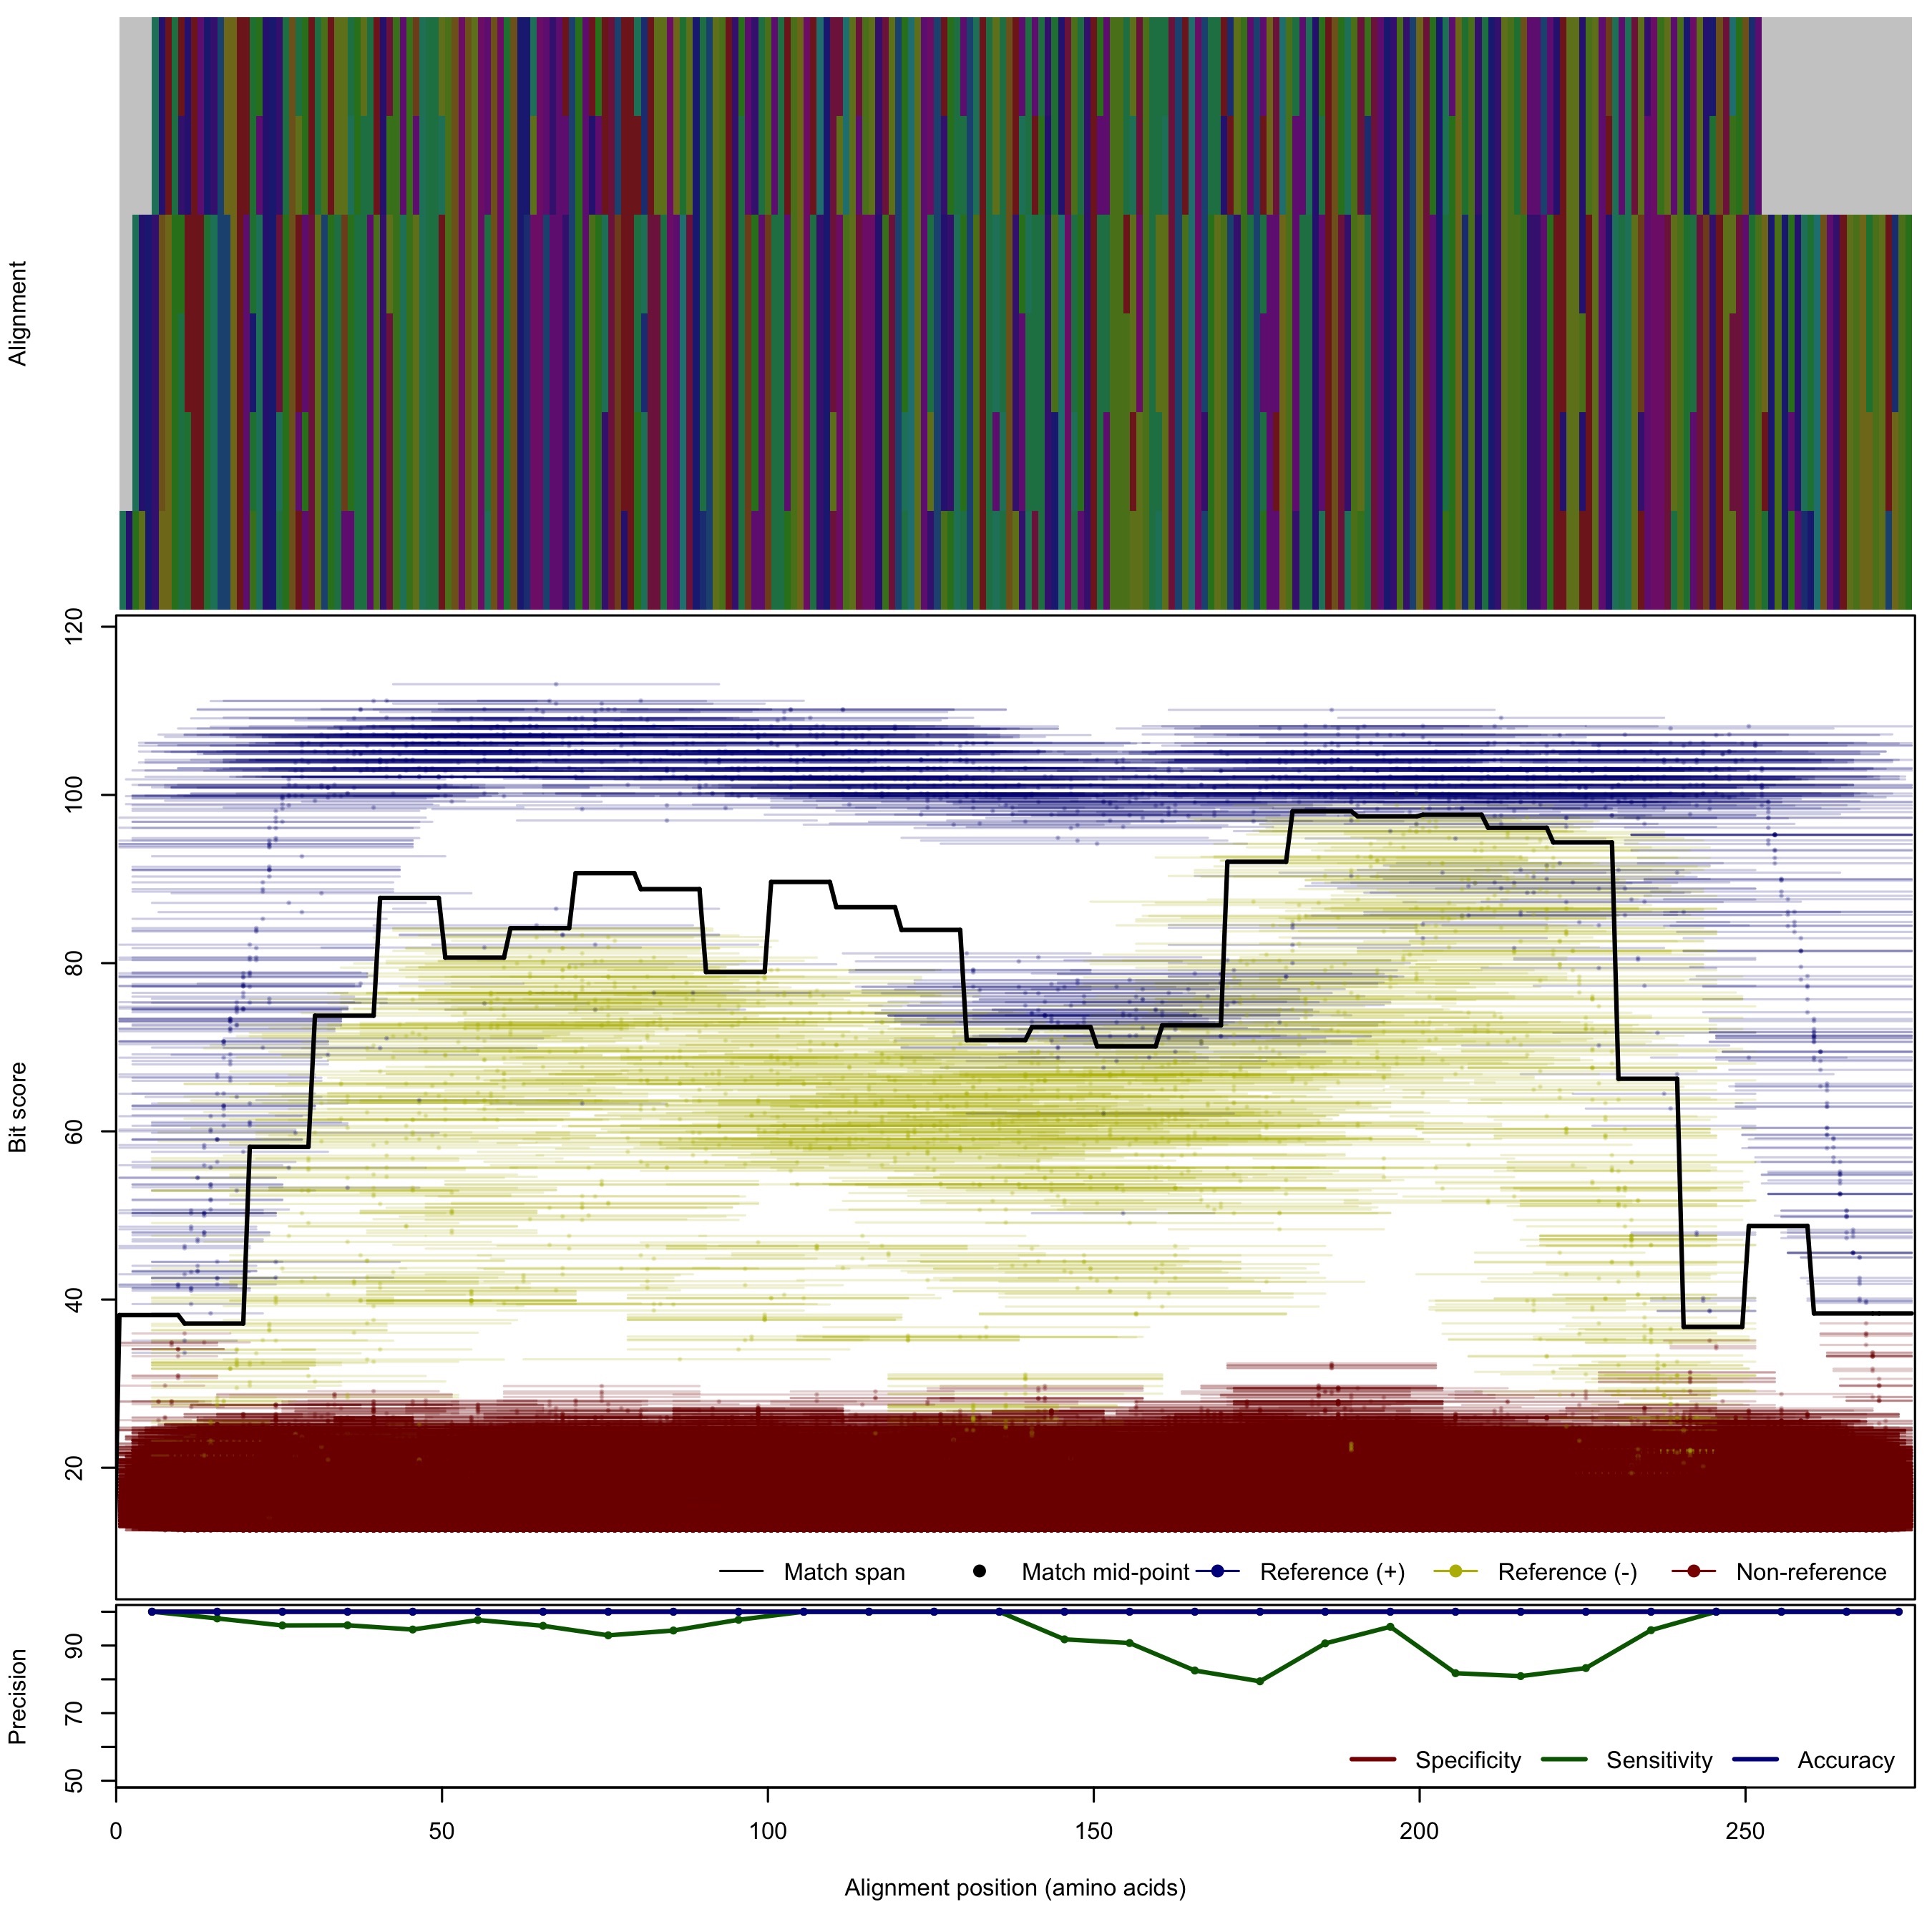 Alignment
120
100
80
60
40
20
Bit score
Match span
Match mid-point
Reference (+)
Reference (-)
Non-reference
90
70
50
Precision
Specificity
Sensitivity
Accuracy
0
50
100
150
200
250
Alignment position (amino acids)